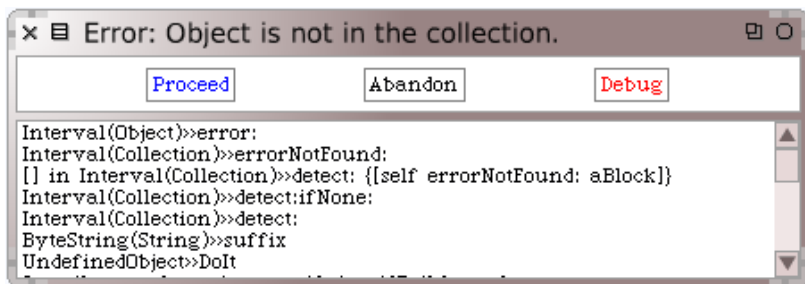 Error: Object is not in the collection.
Proceed Abandon Debug
Interval(Object)>>error:
Interval(Collection)>>errorNotFound:
[] in Interval(Collection)>>detect: {[self errorNotFound: aBlock]}
Interval(Collection)>>detect:ifNone:
Interval(Collection)>>detect:
ByteString(String)>>suffix
UndefinedObject>>DoIt